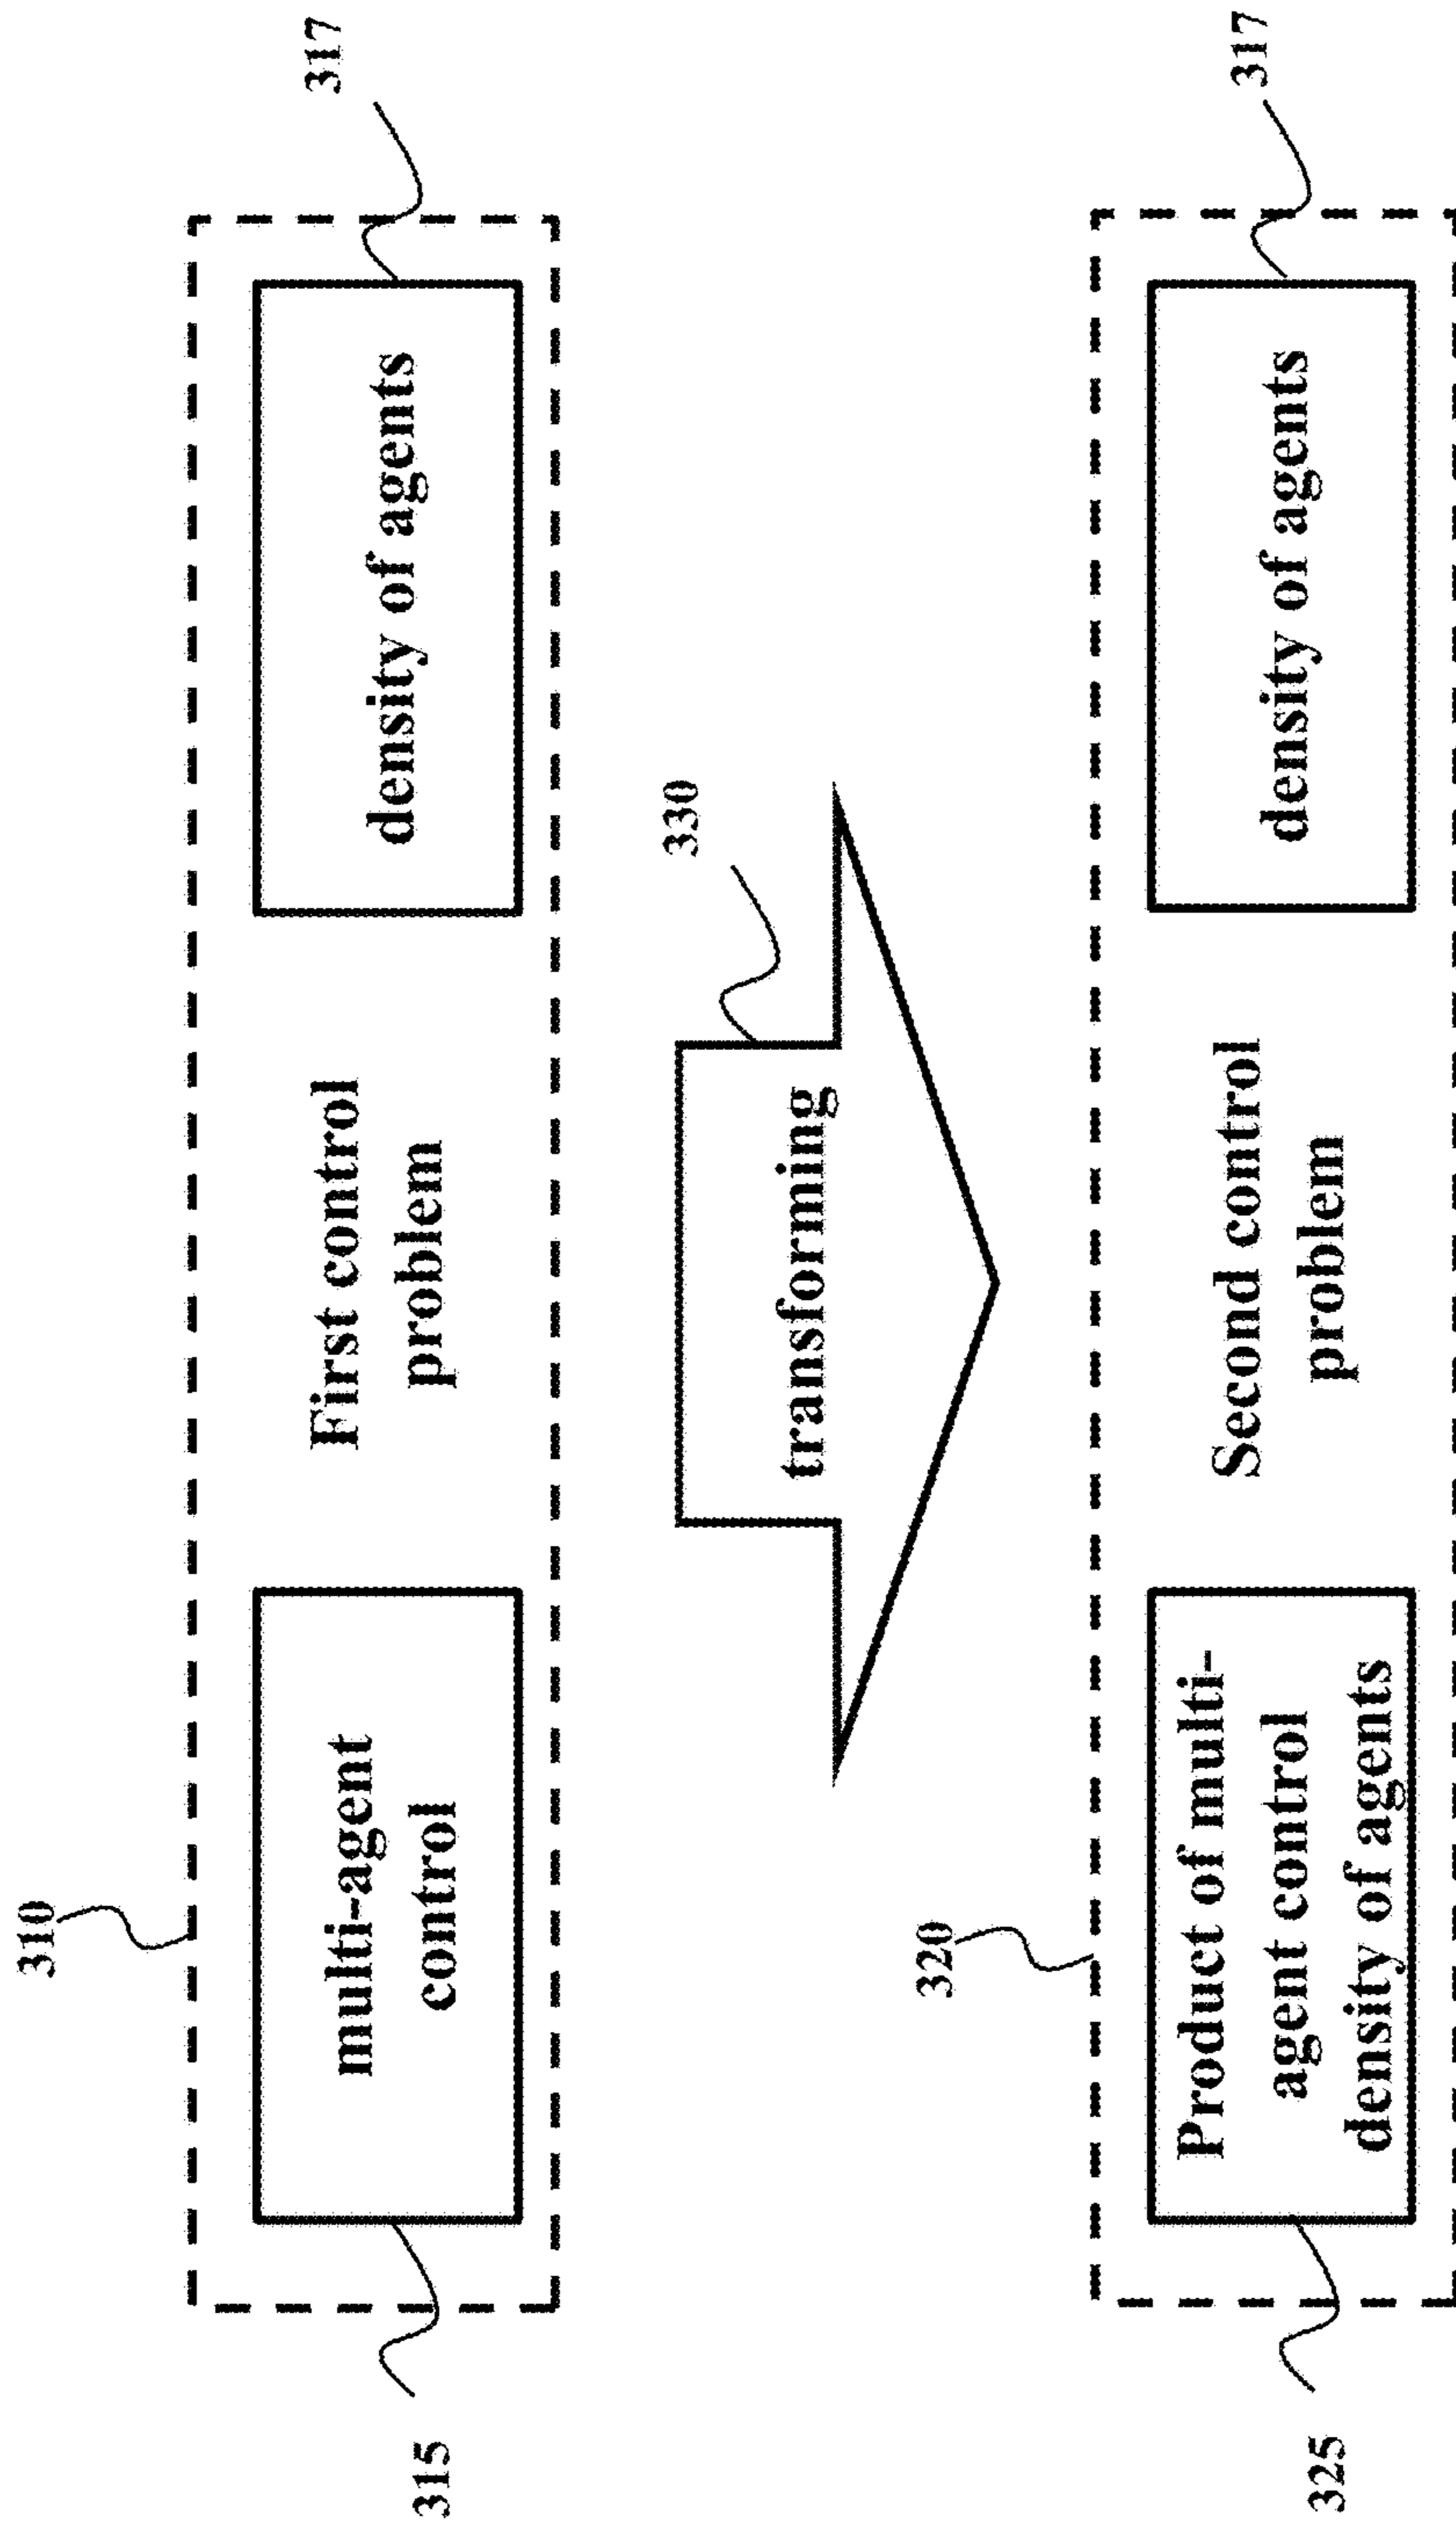 310
315
multi-agent
control
First control
problem
density of agents
317
transforming
330
320
325
Product of multi-
agent control
density of agents
Second control
problem
density of agents
317